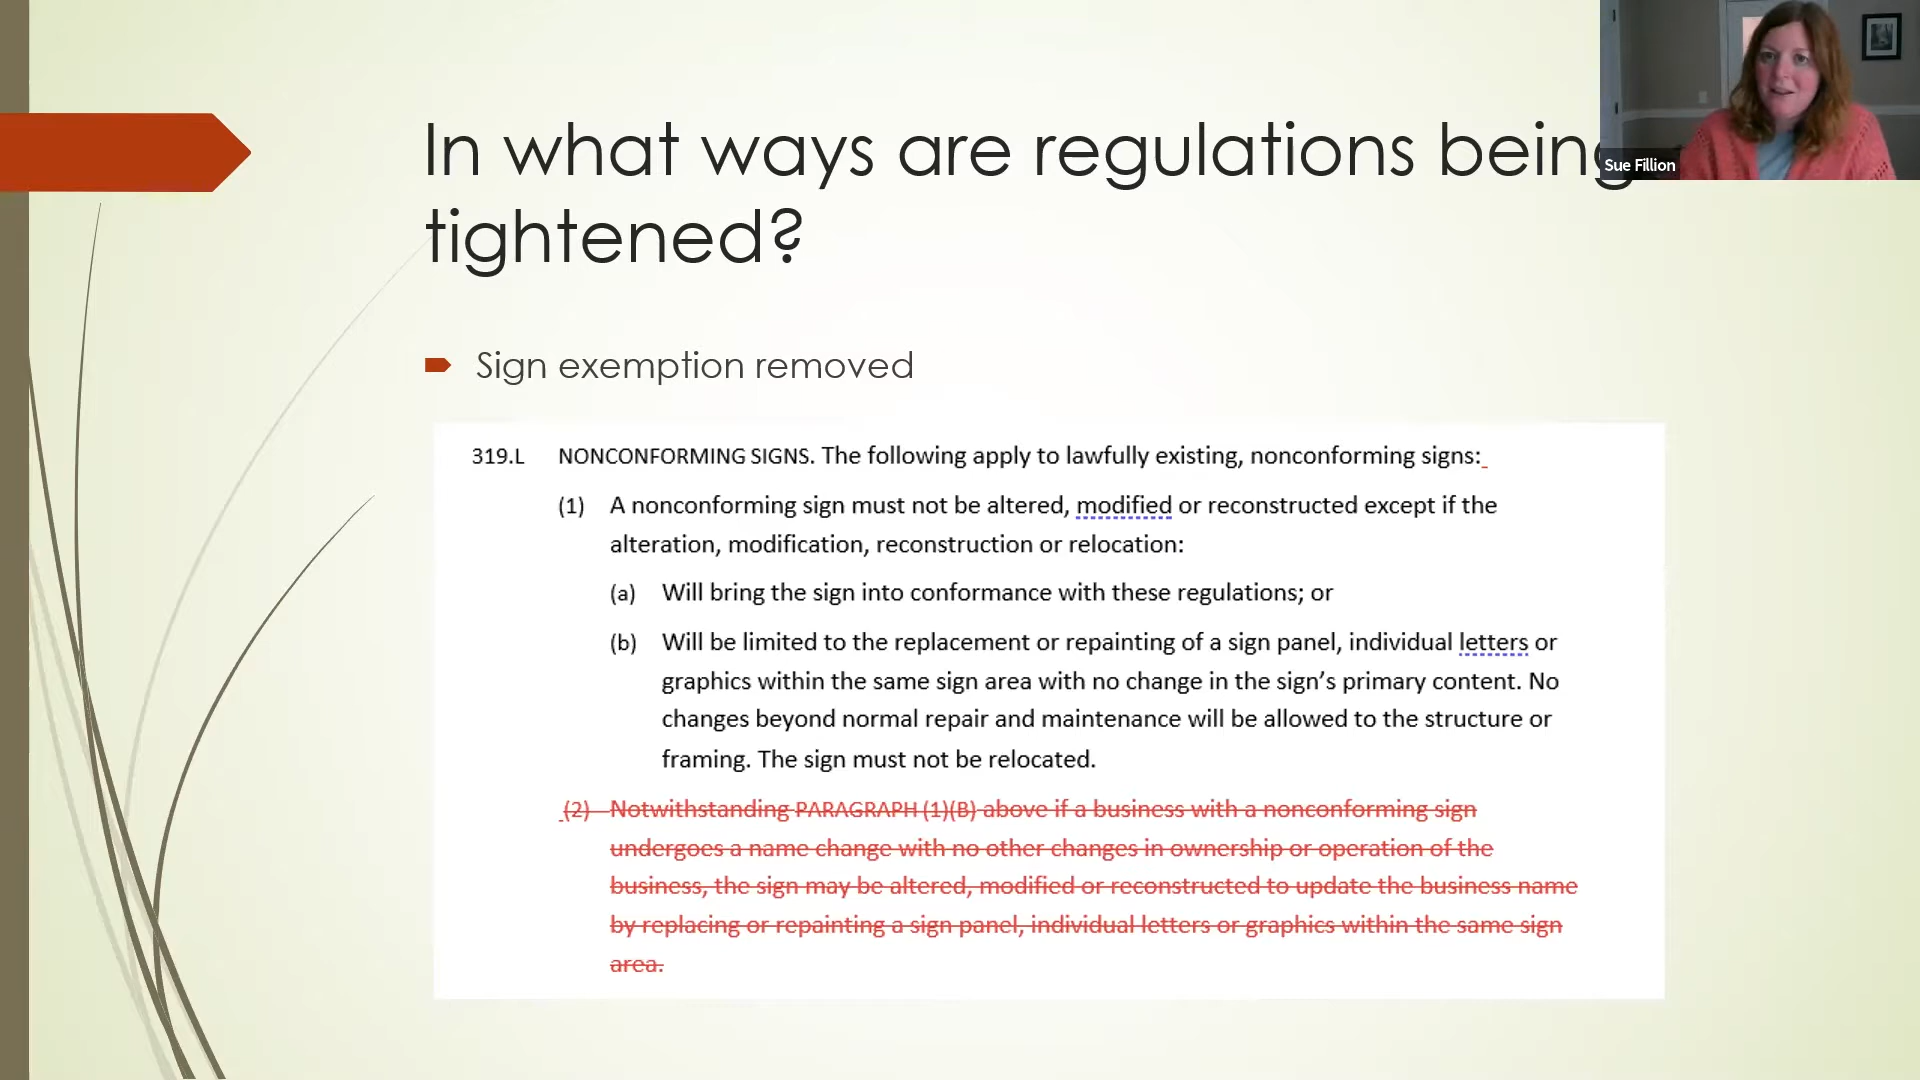 In what ways are regulations being
tightened?
Sue Fillion
Sign exemption removed
319.L NONCONFORMING SIGNS. The following apply to lawfully existing, nonconforming signs:
(1) A nonconforming sign must not be altered, modified or reconstructed except if the
alteration, modification, reconstruction or relocation:
(a) Will bring the sign into conformance with these regulations; or
(b) Will be limited to the replacement or repainting of a sign panel, individual letters or
graphics within the same sign area with no change in the sign's primary content. No
changes beyond normal repair and maintenance will be allowed to the structure or
framing. The sign must not be relocated.
(2) Notwithstanding PARAGRAPH (1)(B) above if a business with a nonconforming sign
undergoes a name change with no other changes in ownership or operation of the
business, the sign may be altered, modified or reconstructed to update the business name
by replacing or repainting a sign panel, individual letters or graphics within the same sign
area.